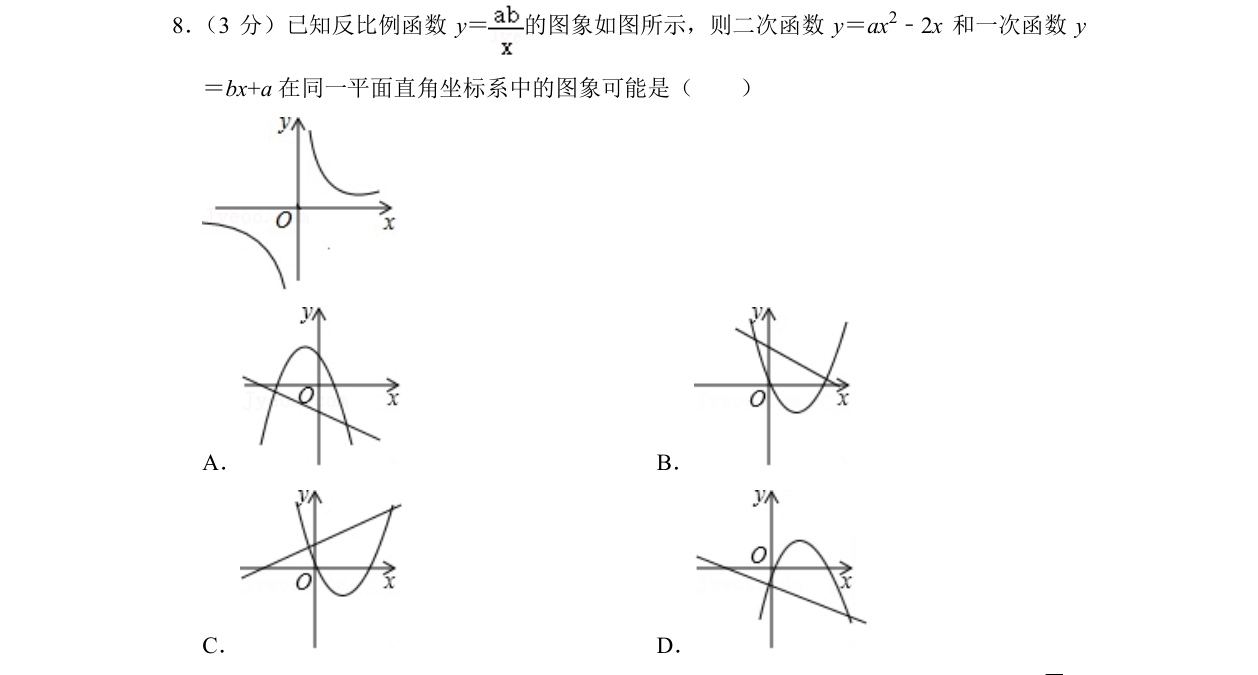 8.（3 分）已知反比例函数 y＝ab/x的图象如图所示，则二次函数 y＝ax²﹣2x 和一次函数 y
＝bx+a 在同一平面直角坐标系中的图象可能是（　　）
y
O
x
y
O
x
A.
y
O
x
B.
y
O
x
C.
y
O
x
D.